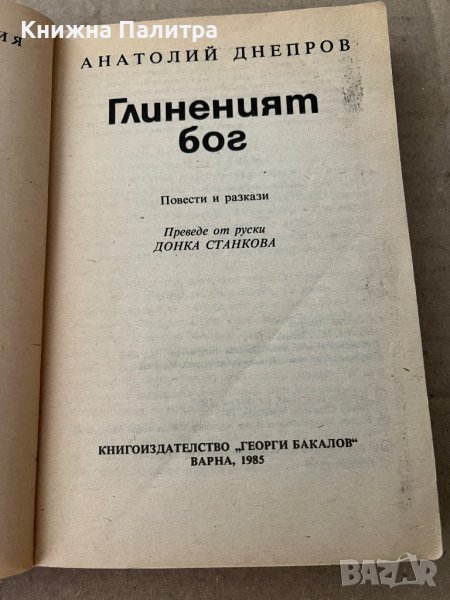 Книжна Палитра
ИЯ
АНАТОЛИЙ ДНЕПРОВ
Глиненият
бог
Повести и разкази
Преведе от руски
ДОНКА СТАНКОВА
КНИГОИЗДАТЕЛСТВО „ГЕОРГИ БАКАЛОВ“
ВАРНА, 1985
BAZAR